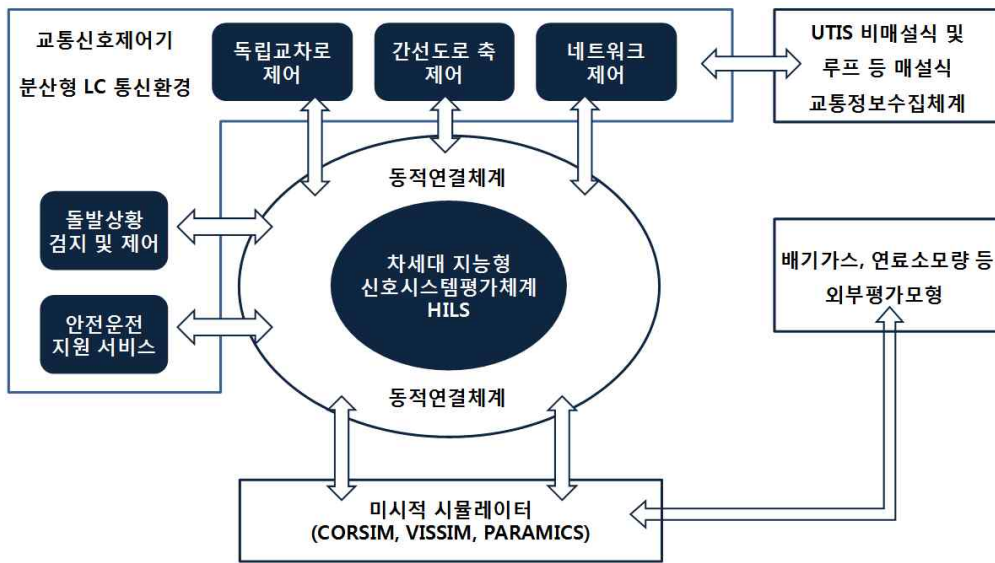 교통신호제어기
분산형 LC 통신환경
독립교차로
제어
간선도로 축
제어
네트워크
제어
UTIS 비매설식 및
루프 등 매설식
교통정보수집체계
동적연결체계
돌발상황
검지 및 제어
안전운전
지원 서비스
차세대 지능형
신호시스템평가체계
HILS
배기가스, 연료소모량 등
외부평가모형
동적연결체계
미시적 시뮬레이터
(CORSIM, VISSIM, PARAMICS)